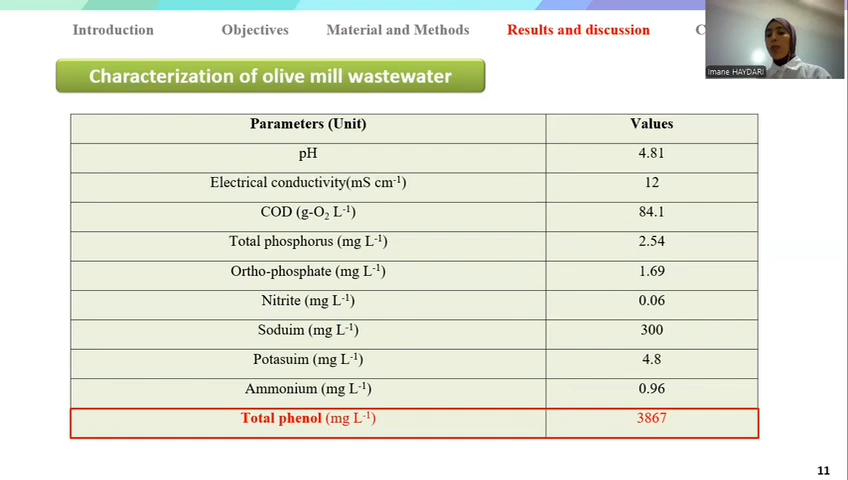 Introduction Objectives Material and Methods Results and discussion C
Imane HAYDARI
Characterization of olive mill wastewater
Parameters (Unit) Values
pH 4.81
Electrical conductivity(mS cm⁻¹) 12
COD (g-O₂ L⁻¹) 84.1
Total phosphorus (mg L⁻¹) 2.54
Ortho-phosphate (mg L⁻¹) 1.69
Nitrite (mg L⁻¹) 0.06
Soduim (mg L⁻¹) 300
Potasuim (mg L⁻¹) 4.8
Ammonium (mg L⁻¹) 0.96
Total phenol (mg L⁻¹) 3867
11